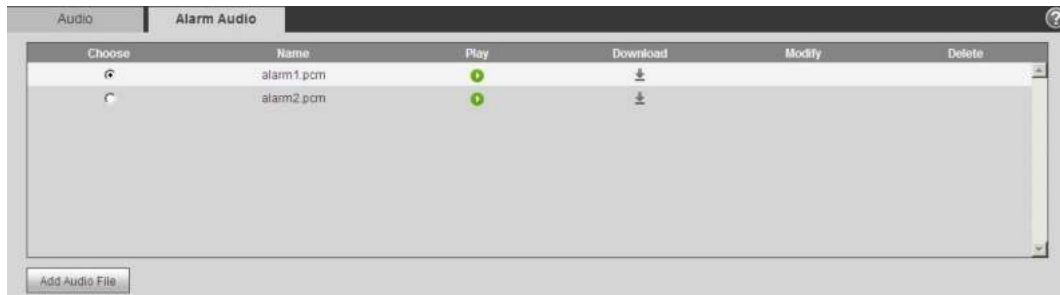 Audio Alarm Audio ?
Choose Name Play Download Modify Delete
alarm1.pcm
alarm2.pcm
Add Audio File